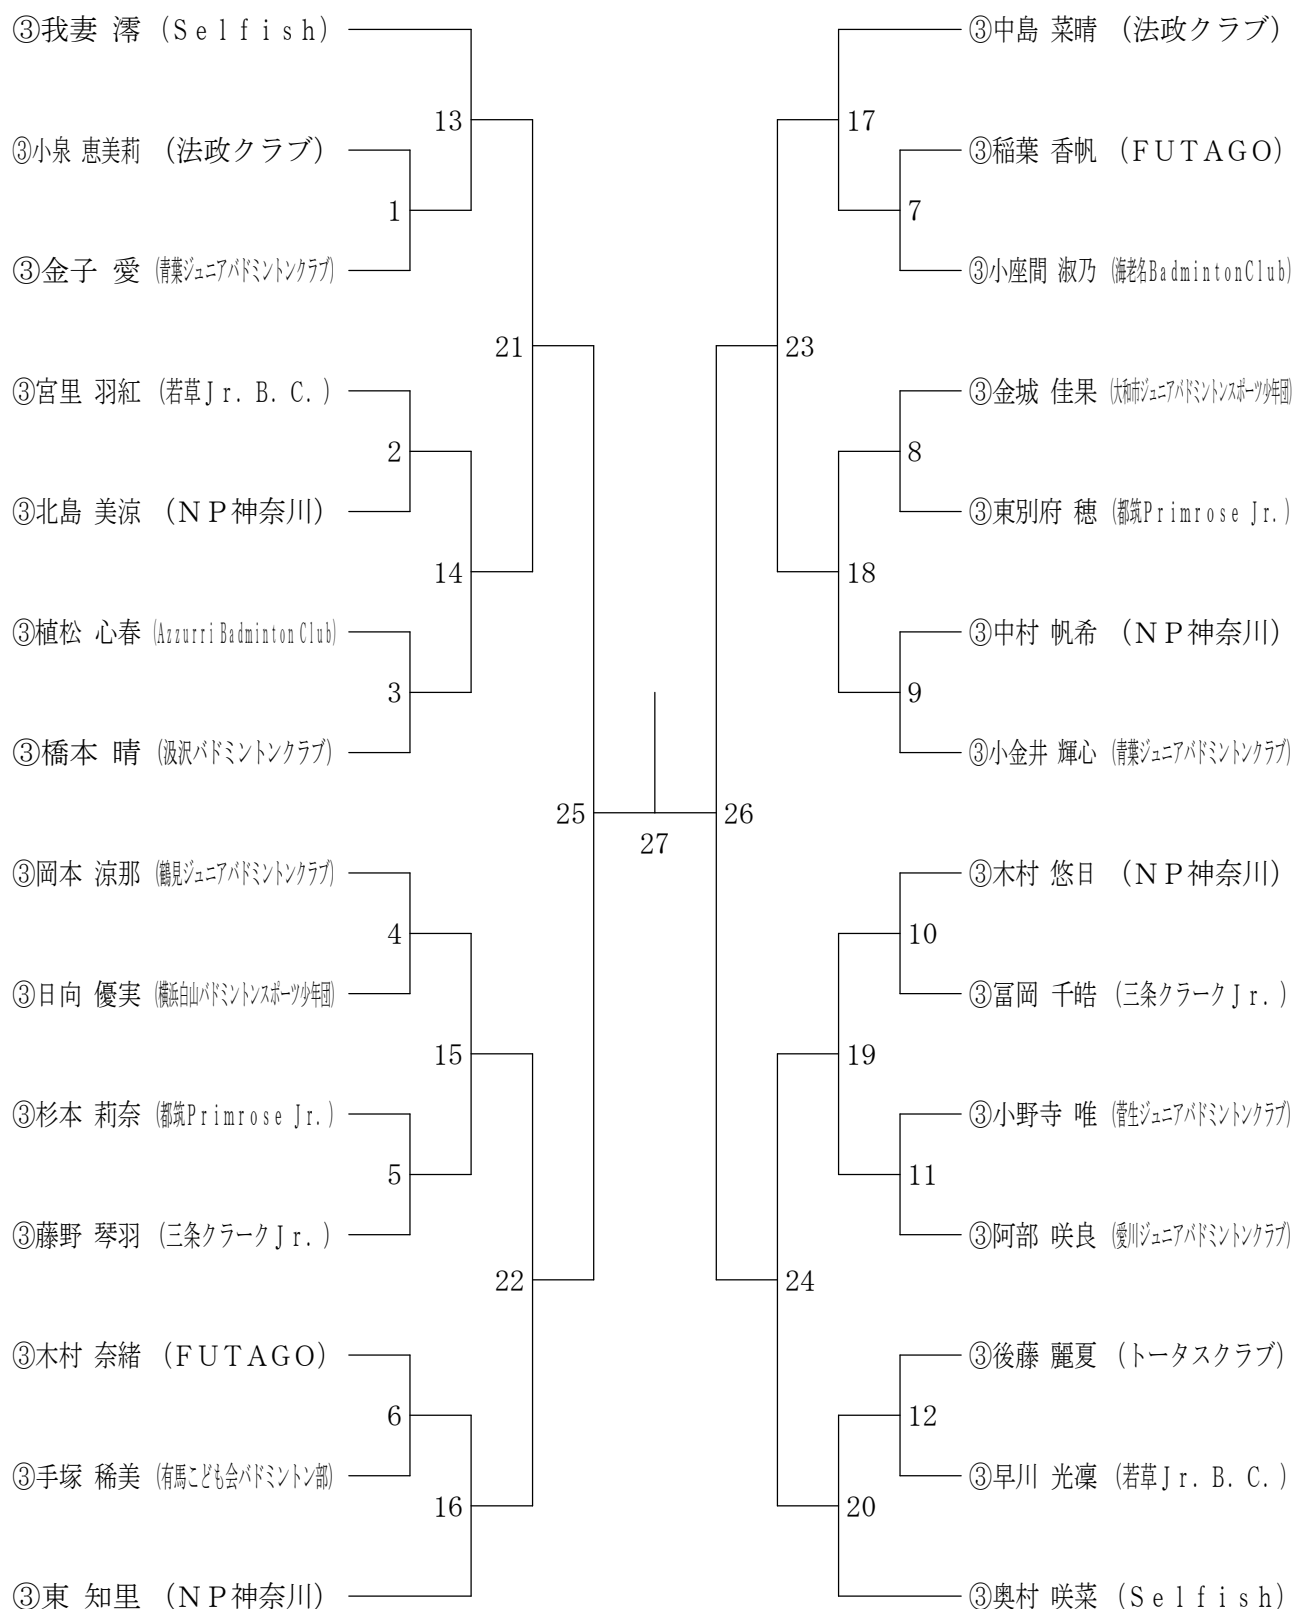 ③我妻 澪 (Selfish)
13
③小泉 恵美莉 (法政クラブ)
1
③金子 愛 (青葉ジュニアバドミントンクラブ)
21
③宮里 羽紅 (若草Jr. B. C. )
2
③北島 美涼 (NP神奈川)
14
③植松 心春 (Azzurri Badminton Club)
3
③橋本 晴 (汲沢バドミントンクラブ)
25
③岡本 涼那 (鶴見ジュニアバドミントンクラブ)
4
③日向 優実 (横浜白山バドミントンスポーツ少年団)
15
③杉本 莉奈 (都筑Primrose Jr. )
5
③藤野 琴羽 (三条クラークJr. )
22
③木村 奈緒 (FUTAGO)
6
③手塚 稀美 (有馬こども会バドミントン部)
16
③東 知里 (NP神奈川)
27
③中島 菜晴 (法政クラブ)
17
③稲葉 香帆 (FUTAGO)
7
③小座間 淑乃 (海老名BadmintonClub)
23
③金城 佳果 (大和市ジュニアバドミントンスポーツ少年団)
8
③東別府 穂 (都筑Primrose Jr. )
18
③中村 帆希 (NP神奈川)
9
③小金井 輝心 (青葉ジュニアバドミントンクラブ)
26
③木村 悠日 (NP神奈川)
10
③冨岡 千皓 (三条クラークJr. )
19
③小野寺 唯 (菅生ジュニアバドミントンクラブ)
11
③阿部 咲良 (愛川ジュニアバドミントンクラブ)
24
③後藤 麗夏 (トータスクラブ)
12
③早川 光凜 (若草Jr. B. C. )
20
③奥村 咲菜 (Selfish)